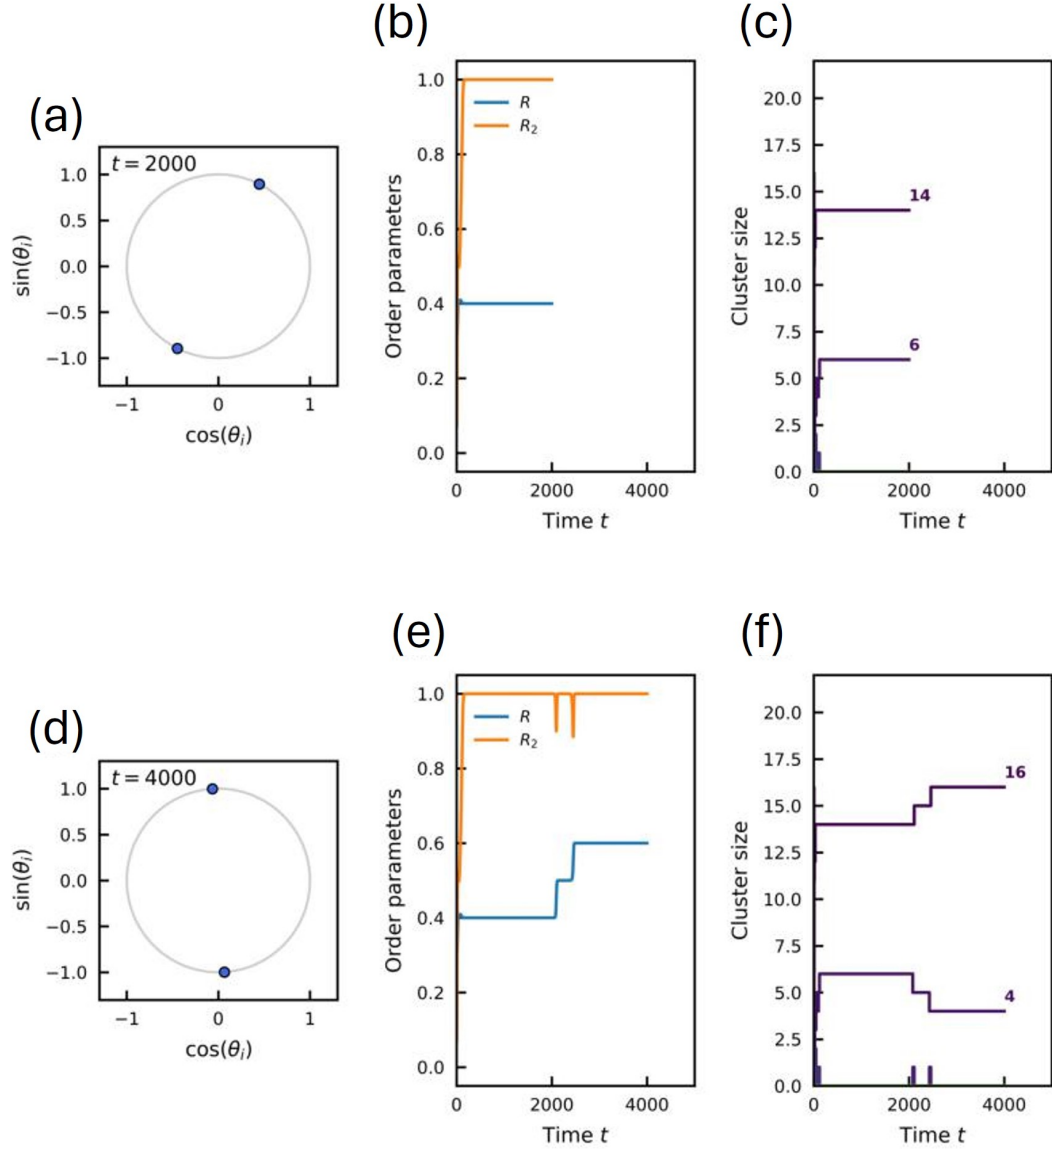 (a)
t = 2000
1.0
0.5
0.0
−0.5
−1.0
sin(θᵢ)
−1 0 1
cos(θᵢ)
(b)
1.0
0.8
0.6
0.4
0.2
0.0
R
R₂
Order parameters
0 2000 4000
Time t
(c)
20.0
17.5
15.0
12.5
10.0
7.5
5.0
2.5
0.0
14
6
Cluster size
0 2000 4000
Time t
(d)
t = 4000
1.0
0.5
0.0
−0.5
−1.0
sin(θᵢ)
−1 0 1
cos(θᵢ)
(e)
1.0
0.8
0.6
0.4
0.2
0.0
R
R₂
Order parameters
0 2000 4000
Time t
(f)
20.0
17.5
15.0
12.5
10.0
7.5
5.0
2.5
0.0
16
4
Cluster size
0 2000 4000
Time t